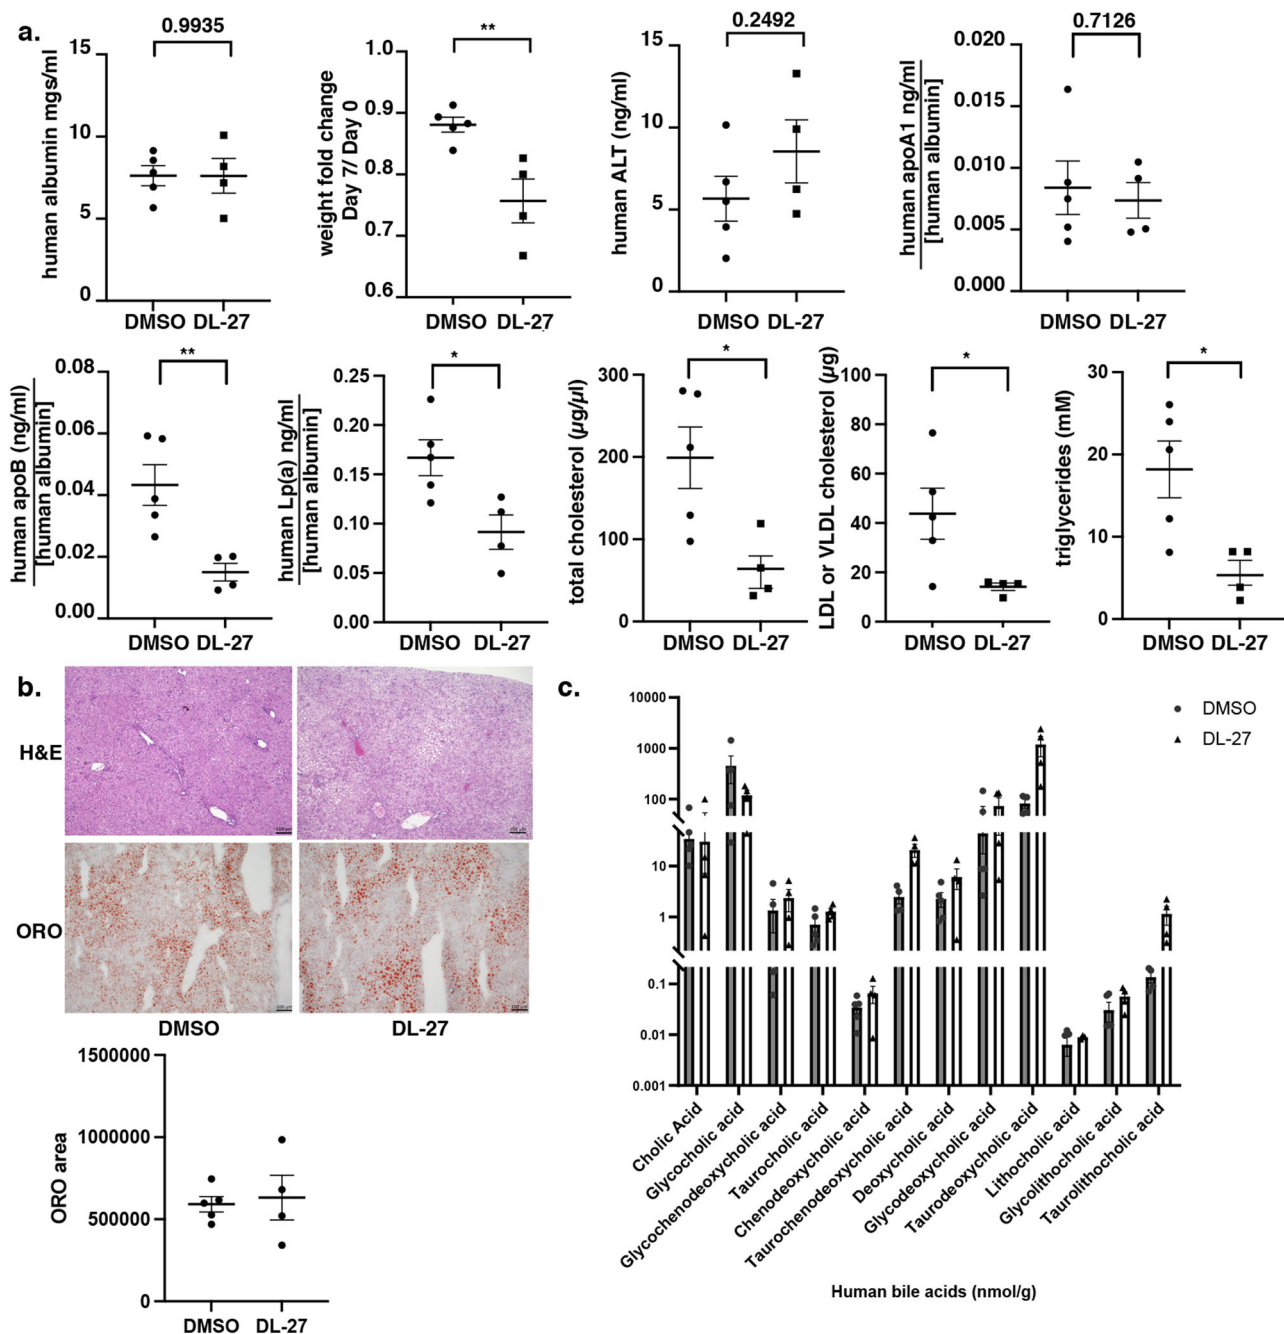 a.
0.9935
human albumin mgs/ml
15
10
5
0
DMSO DL-27
**
weight fold change
Day 7/ Day 0
1.0
0.9
0.8
0.7
0.6
DMSO DL-27
0.2492
human ALT (ng/ml)
15
10
5
0
DMSO DL-27
0.7126
human apoA1 ng/ml
[human albumin]
0.020
0.015
0.010
0.005
0.000
DMSO DL-27
**
human apoB (ng/ml)
[human albumin]
0.08
0.06
0.04
0.02
0.00
DMSO DL-27
*
human Lp(a) ng/ml
[human albumin]
0.25
0.20
0.15
0.10
0.05
0.00
DMSO DL-27
*
total cholesterol (µg/µl)
300
200
100
0
DMSO DL-27
*
LDL or VLDL cholesterol (µg)
100
80
60
40
20
0
DMSO DL-27
*
triglycerides (mM)
30
20
10
0
DMSO DL-27
b.
H&E
ORO
DMSO
DL-27
ORO area
1500000
1000000
500000
0
DMSO DL-27
c.
DMSO
DL-27
10000
1000
100
10
1
0.1
0.01
0.001
Cholic Acid
Glycocholic acid
Glycochenodeoxycholic acid
Taurocholic acid
Chenodeoxycholic acid
Taurochenodeoxycholic acid
Deoxycholic acid
Glycodeoxycholic acid
Taurodeoxycholic acid
Lithocholic acid
Glycolithocholic acid
Taurolithocholic acid
Human bile acids (nmol/g)